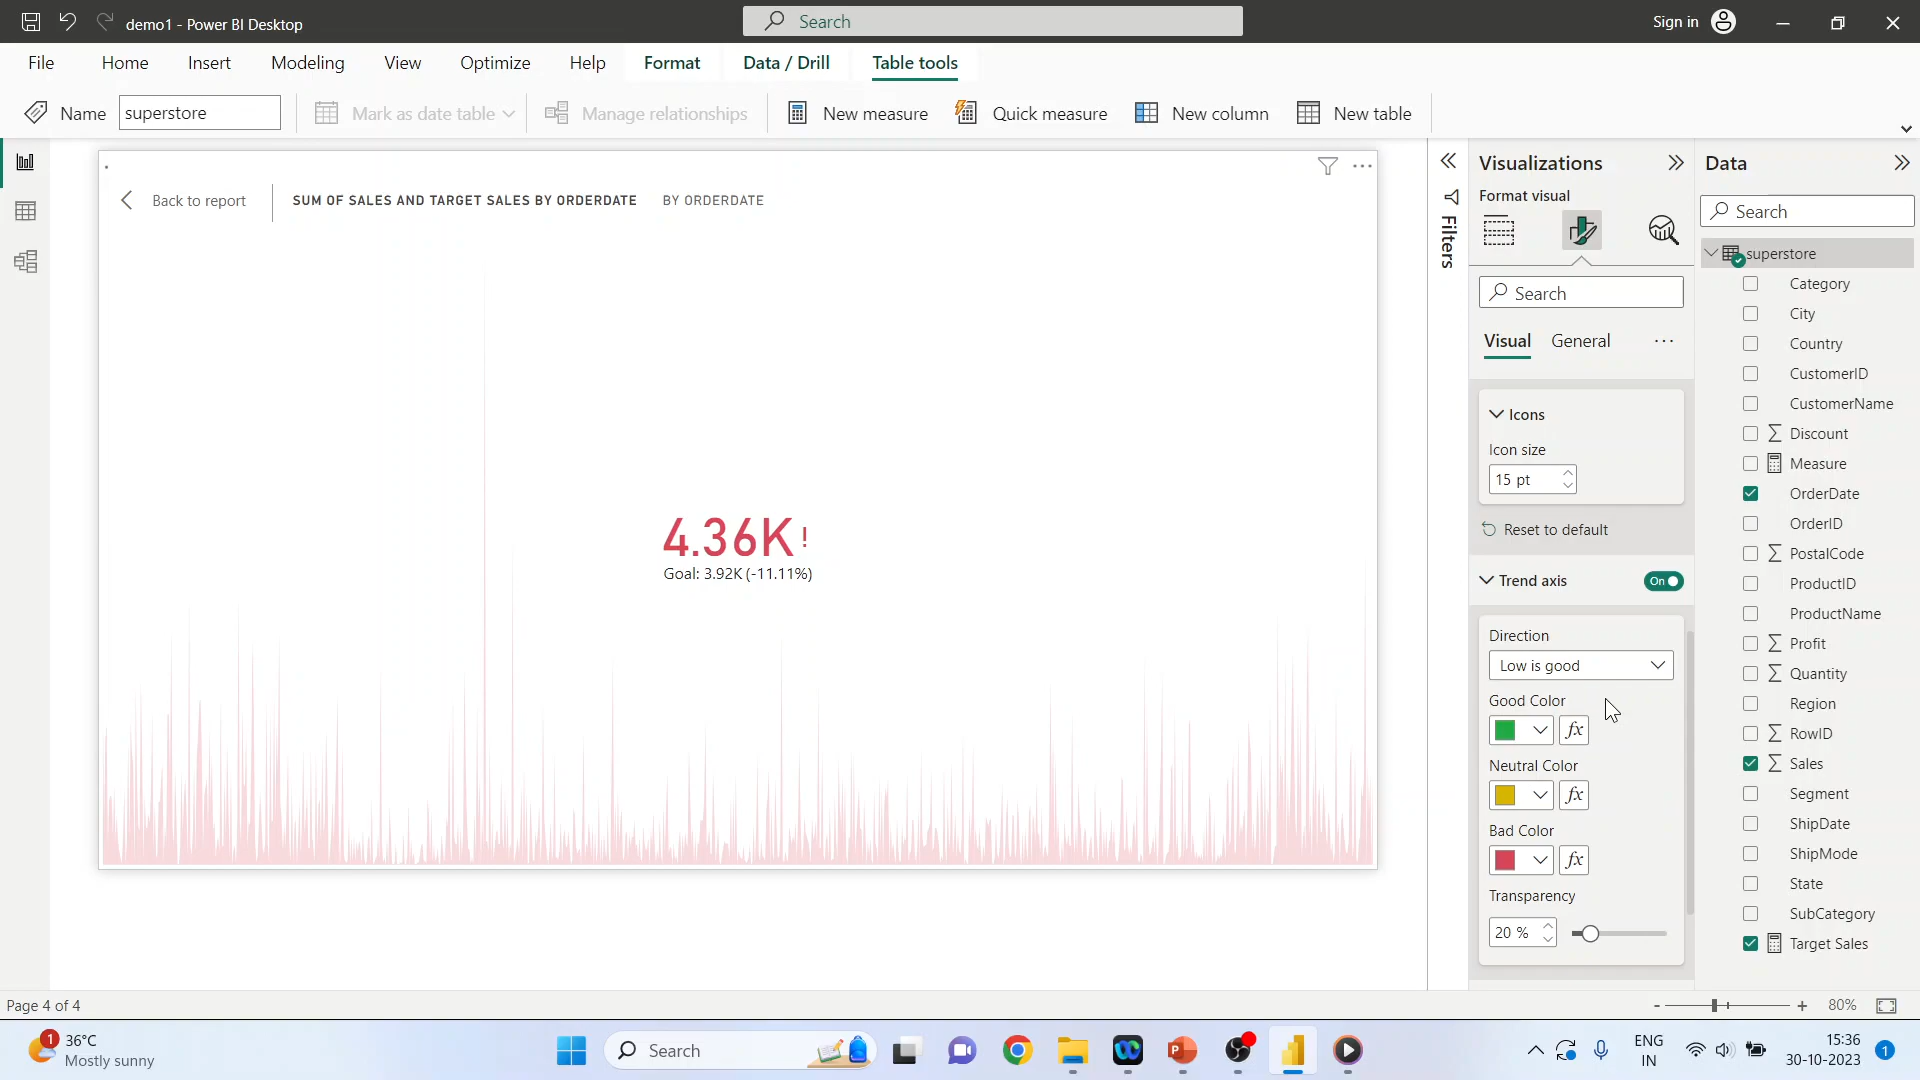 demo1 - Power BI Desktop
Search
Sign in
File Home Insert Modeling View Optimize Help Format Data / Drill Table tools
Name superstore Mark as date table Manage relationships New measure Quick measure New column New table
Back to report SUM OF SALES AND TARGET SALES BY ORDERDATE BY ORDERDATE
4.36K!
Goal: 3.92K (-11.11%)
Filters
Visualizations
Format visual
Search
Visual General
Icons
Icon size
15 pt
Reset to default
Trend axis On
Direction
Low is good
Good Color
fx
Neutral Color
fx
Bad Color
fx
Transparency
20 %
Data
Search
superstore
Category
City
Country
CustomerID
CustomerName
Discount
Measure
OrderDate
OrderID
PostalCode
ProductID
ProductName
Profit
Quantity
Region
RowID
Sales
Segment
ShipDate
ShipMode
State
SubCategory
Target Sales
Page 4 of 4
- + 80%
1
36°C
Mostly sunny
Search
P
ENG
IN
15:36
30-10-2023
1